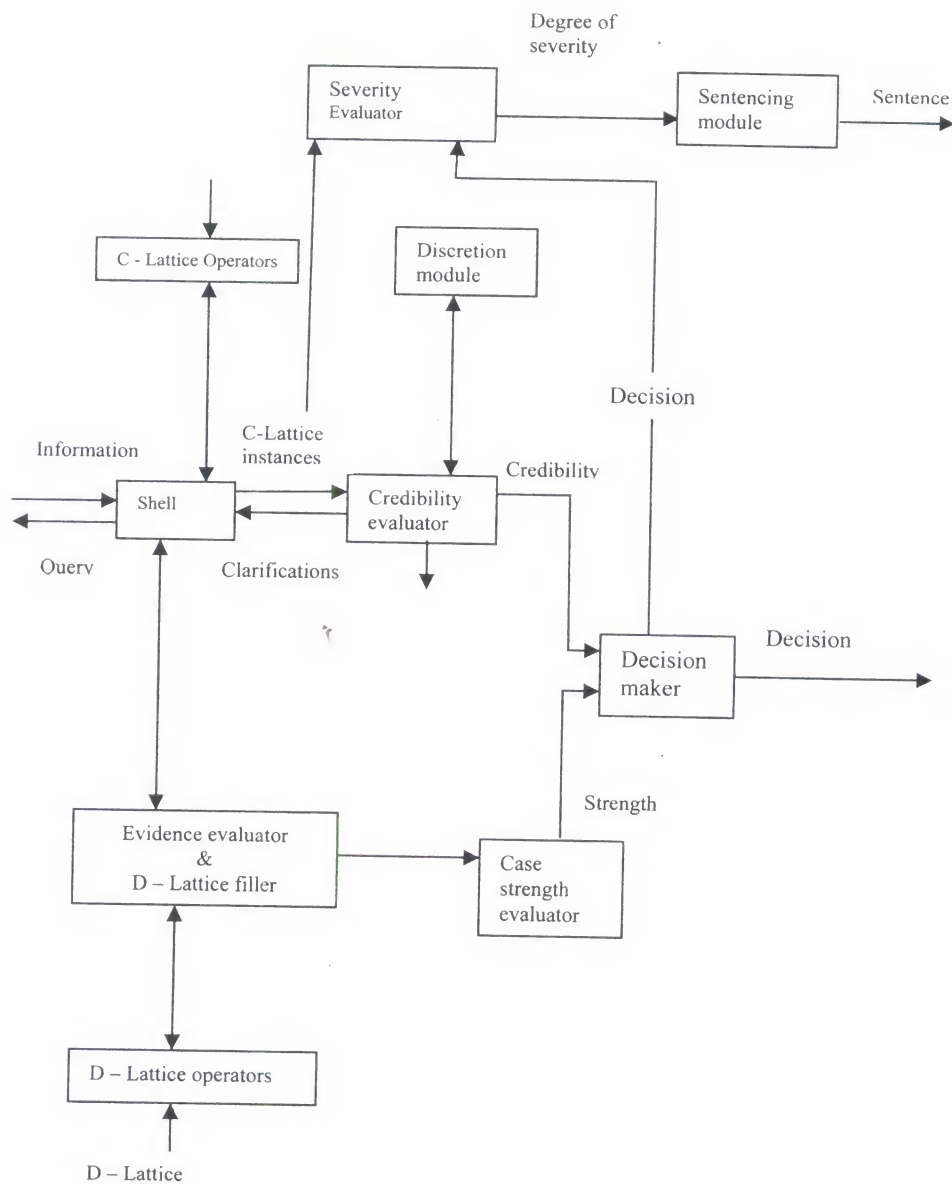 Degree of
severity
Severity
Evaluator
Sentencing
module
Sentence
C - Lattice Operators
Discretion
module
Decision
Information
C-Lattice
instances
Credibility
Shell
Credibility
evaluator
Query
Clarifications
Decision
maker
Decision
Strength
Evidence evaluator
&
D – Lattice filler
Case
strength
evaluator
D – Lattice operators
D – Lattice